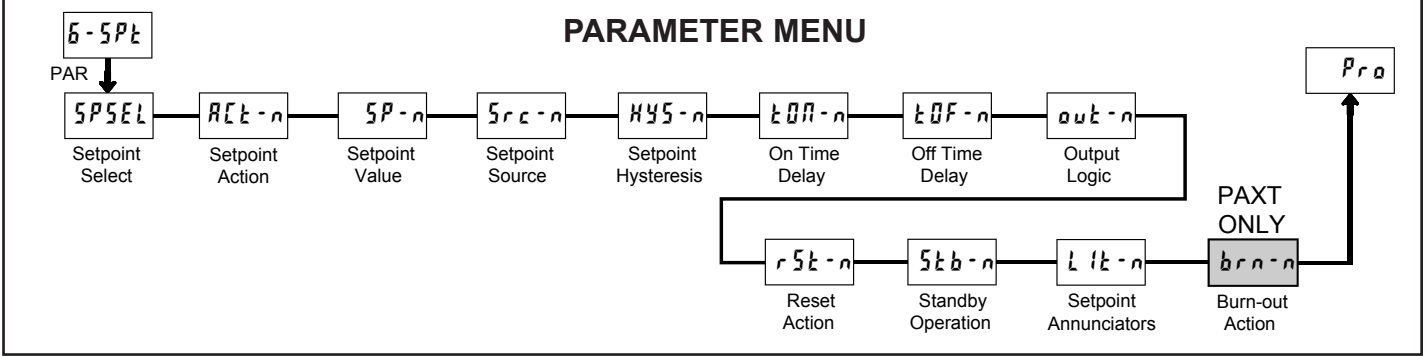 PARAMETER MENU
6-SPt
PAR
Pro
SPSEL
ACt-n
SP-n
Src-n
HYS-n
tON-n
tOF-n
out-n
Setpoint
Select
Setpoint
Action
Setpoint
Value
Setpoint
Source
Setpoint
Hysteresis
On Time
Delay
Off Time
Delay
Output
Logic
PAXT
ONLY
rSt-n
Stb-n
LIt-n
brn-n
Reset
Action
Standby
Operation
Setpoint
Annunciators
Burn-out
Action